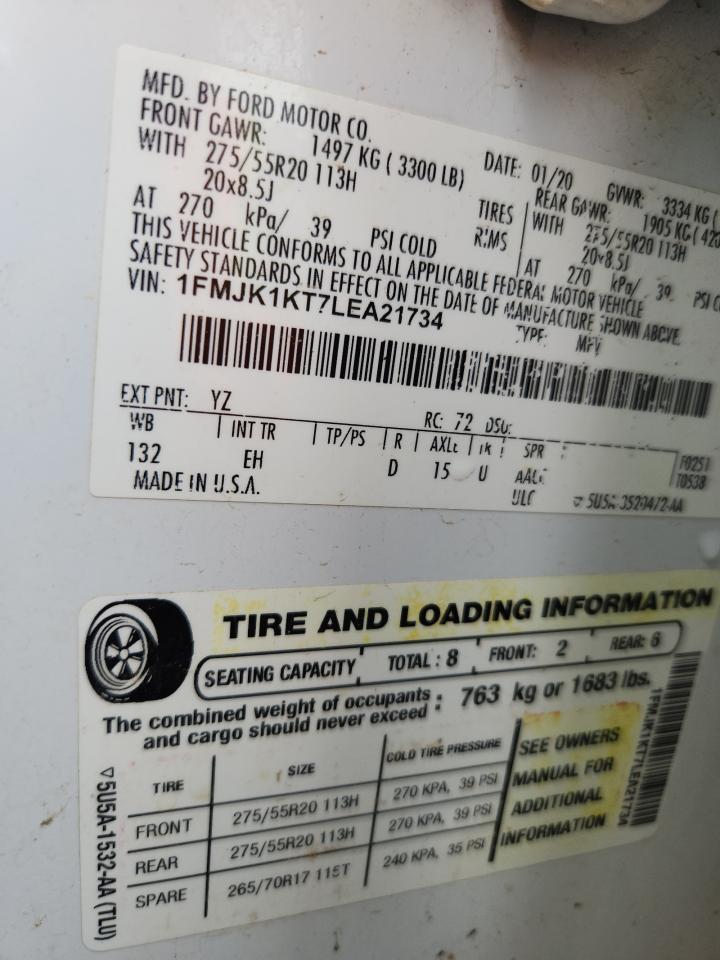 MFD. BY FORD MOTOR CO.
DATE: 01/20 GVWR: 3334 KG (
FRONT GAWR: 1497 KG ( 3300 LB) REAR GAWR: 1905 KG ( 420
WITH 275/55R20 113H TIRES WITH 275/55R20 113H
20x8.5J RIMS 20x8.5J
AT 270 kPa/ 39 PSI COLD AT 270 kPa/ 39 PSI C
THIS VEHICLE CONFORMS TO ALL APPLICABLE FEDERAL MOTOR VEHICLE
SAFETY STANDARDS IN EFFECT ON THE DATE OF MANUFACTURE SHOWN ABOVE.
VIN: 1FMJK1KT7LEA21734
TYPE: MPV
EXT PNT: YZ RC: 72 DSO:
WB INT TR TP/PS R AXLE TR SPR
132 EH D 15 U
F0251
T0538
MADE IN U.S.A.
TIRE AND LOADING INFORMATION
SEATING CAPACITY TOTAL : 8 FRONT: 2 REAR: 6
The combined weight of occupants
and cargo should never exceed : 763 kg or 1683 lbs.
TIRE SIZE COLD TIRE PRESSURE
FRONT 275/55R20 113H 270 KPA, 39 PSI
REAR 275/55R20 113H 270 KPA, 39 PSI
SPARE 265/70R17 115T 240 KPA, 35 PSI
SEE OWNERS
MANUAL FOR
ADDITIONAL
INFORMATION
5U5A-1532-AA (TLU)
1FMJK1KT7LEA21734